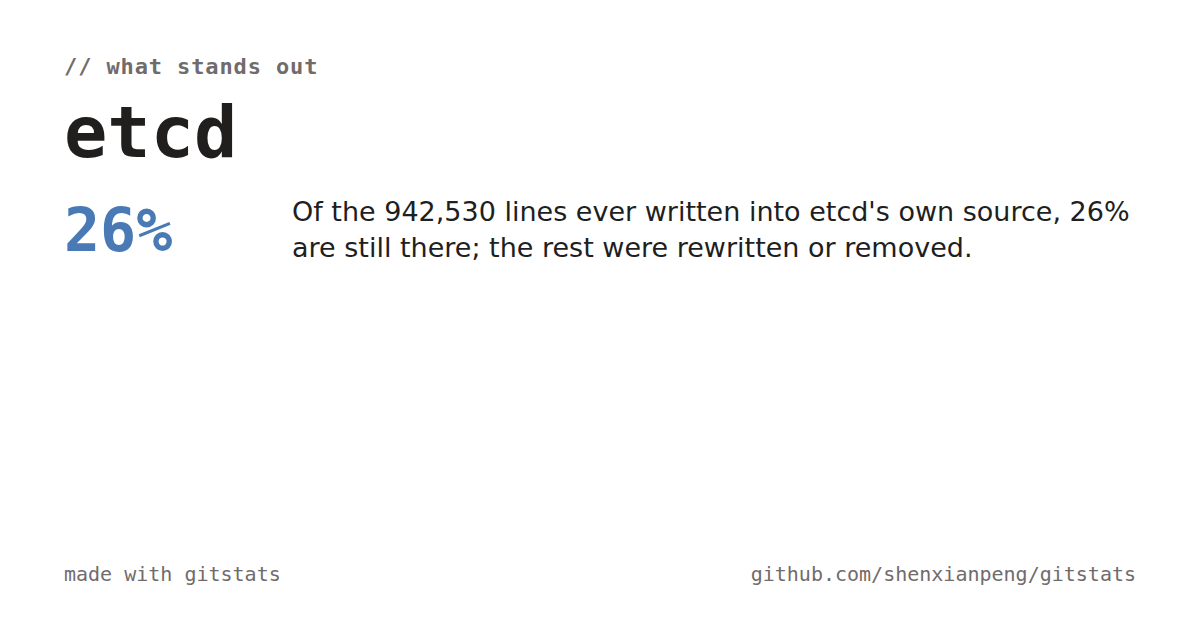 // what stands out
etcd
26%
Of the 942,530 lines ever written into etcd's own source, 26%
are still there; the rest were rewritten or removed.
made with gitstats
github.com/shenxianpeng/gitstats